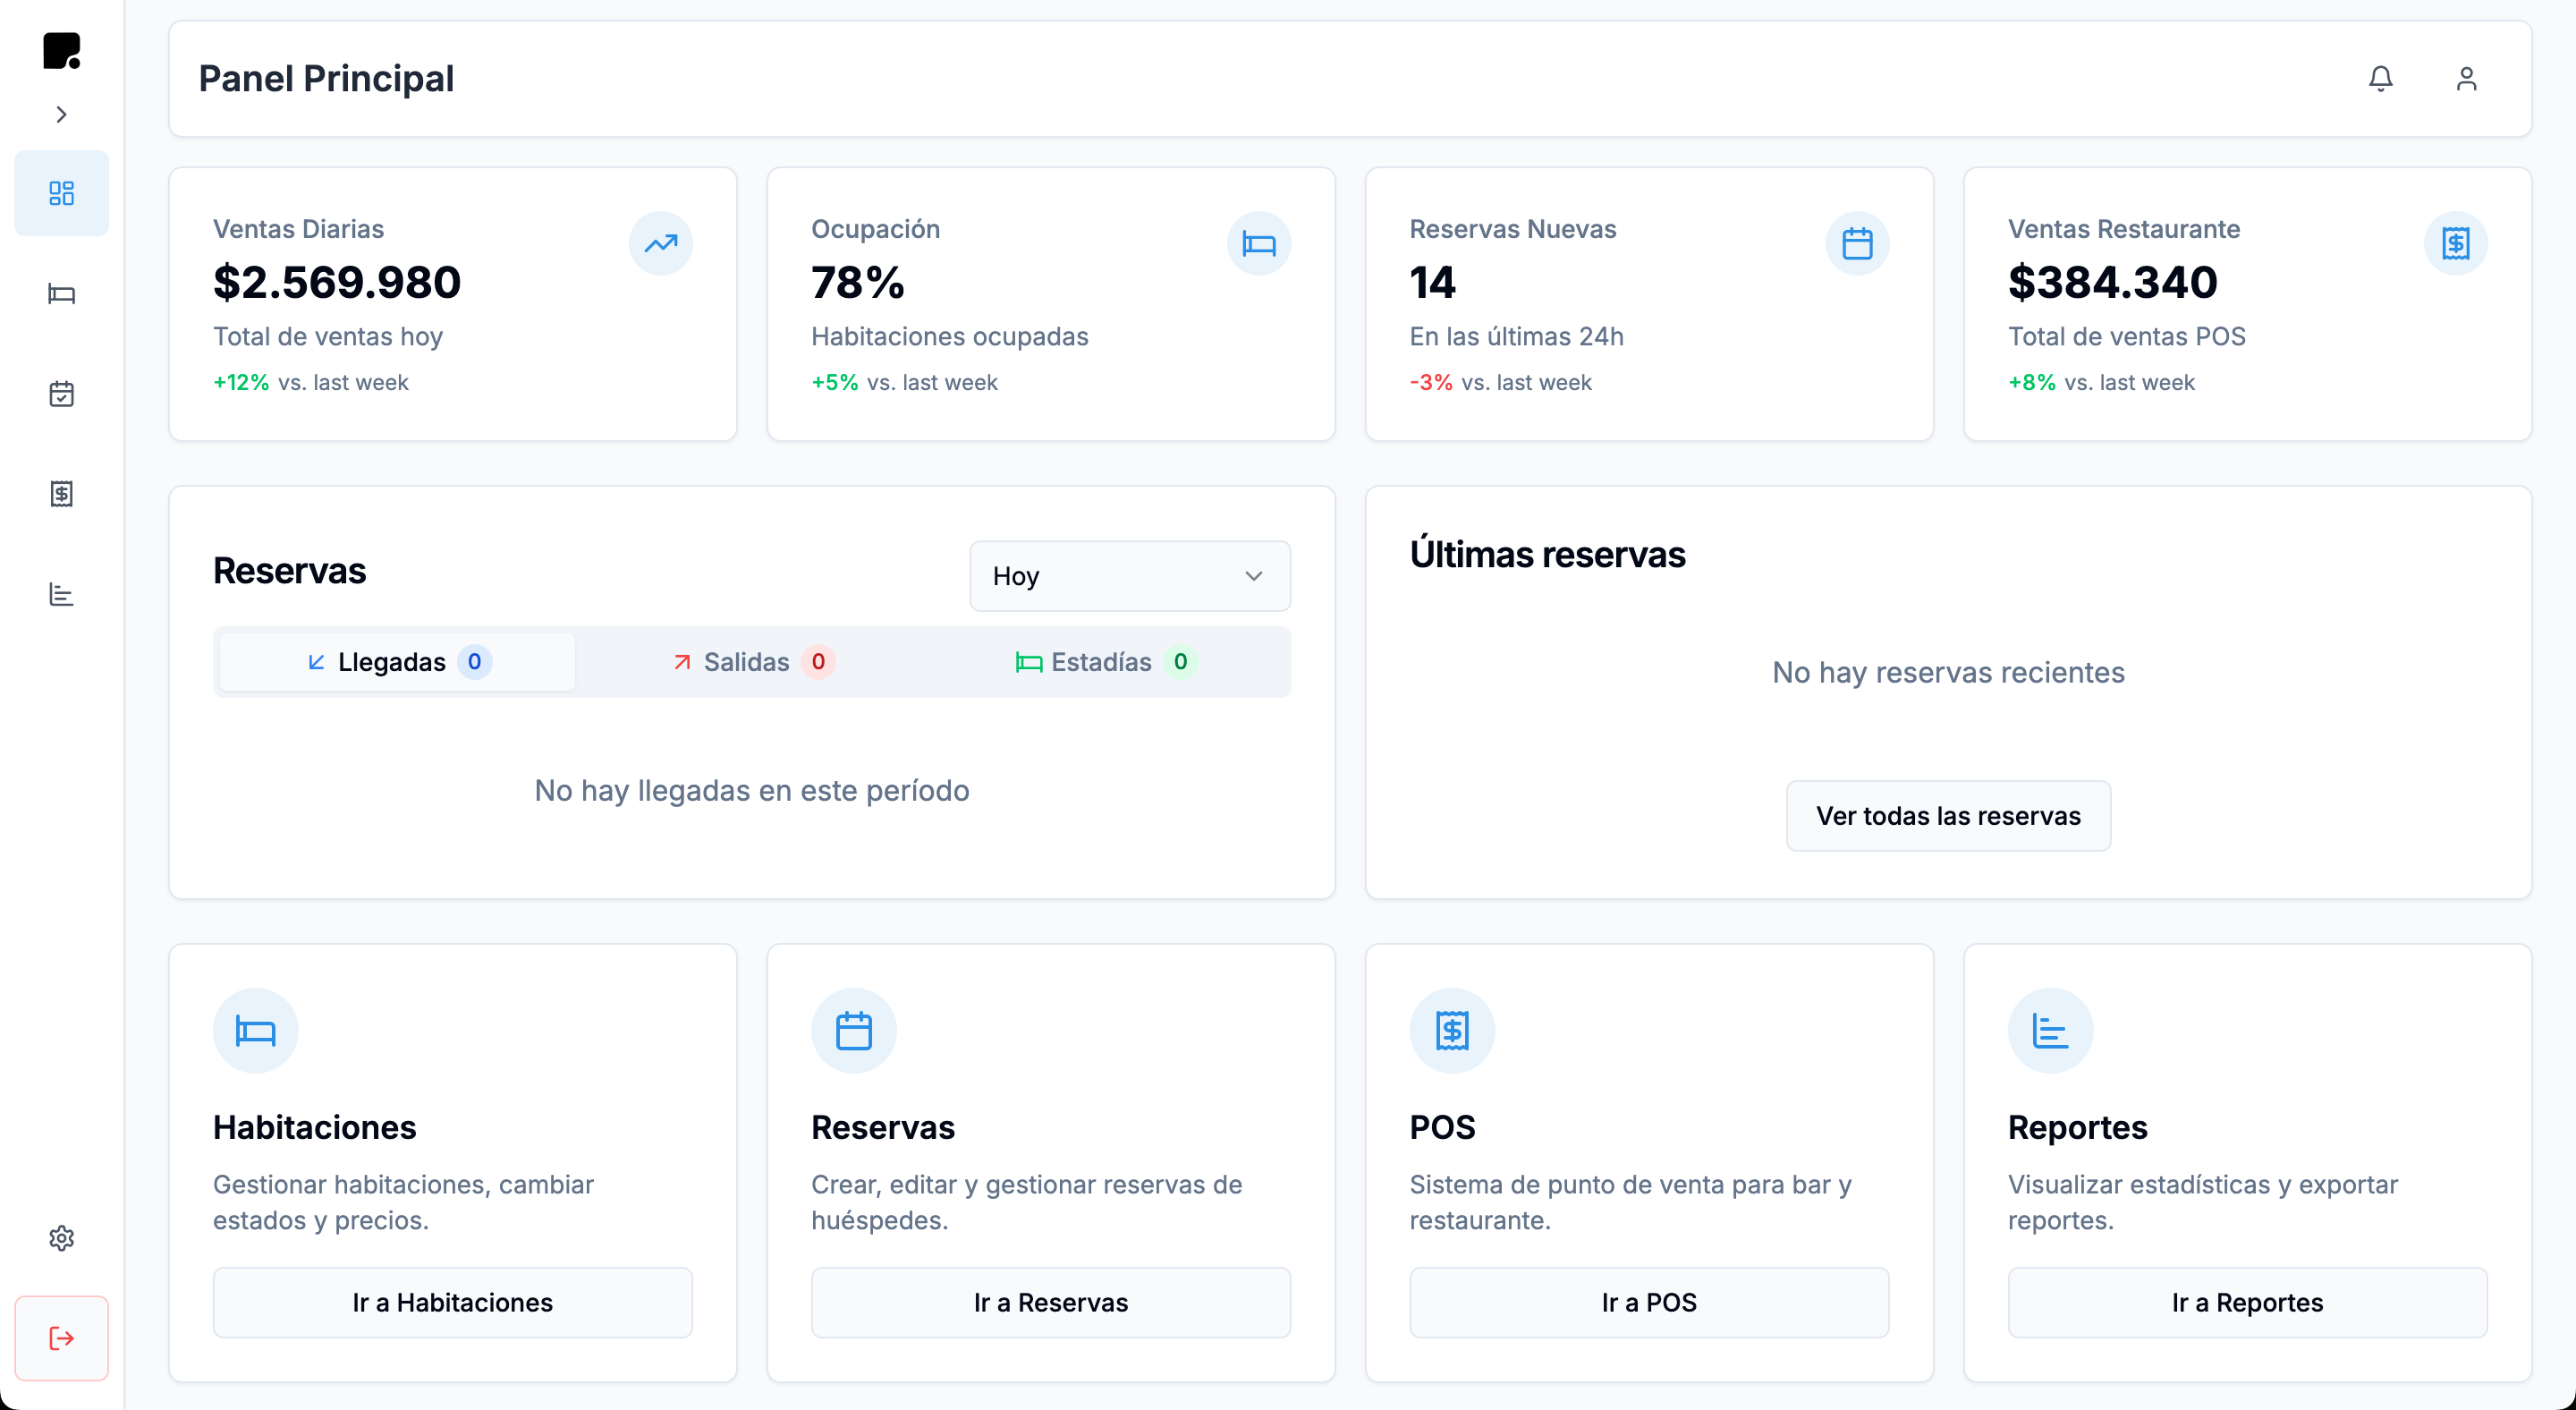 Panel Principal
Ventas Diarias
$2.569.980
Total de ventas hoy
+12% vs. last week
Ocupación
78%
Habitaciones ocupadas
+5% vs. last week
Reservas Nuevas
14
En las últimas 24h
-3% vs. last week
Ventas Restaurante
$384.340
Total de ventas POS
+8% vs. last week
Reservas
Hoy
Llegadas 0
Salidas 0
Estadías 0
No hay llegadas en este período
Últimas reservas
No hay reservas recientes
Ver todas las reservas
Habitaciones
Gestionar habitaciones, cambiar
estados y precios.
Ir a Habitaciones
Reservas
Crear, editar y gestionar reservas de
huéspedes.
Ir a Reservas
POS
Sistema de punto de venta para bar y
restaurante.
Ir a POS
Reportes
Visualizar estadísticas y exportar
reportes.
Ir a Reportes